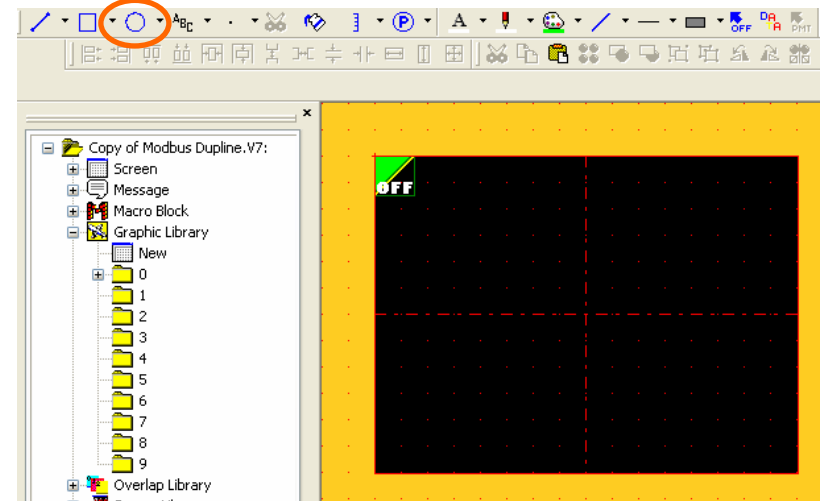 ABC P A OFF DA A PMT
×
Copy of Modbus Dupline.V7:
Screen
Message
Macro Block
Graphic Library
New
0
1
2
3
4
5
6
7
8
9
Overlap Library
OFF